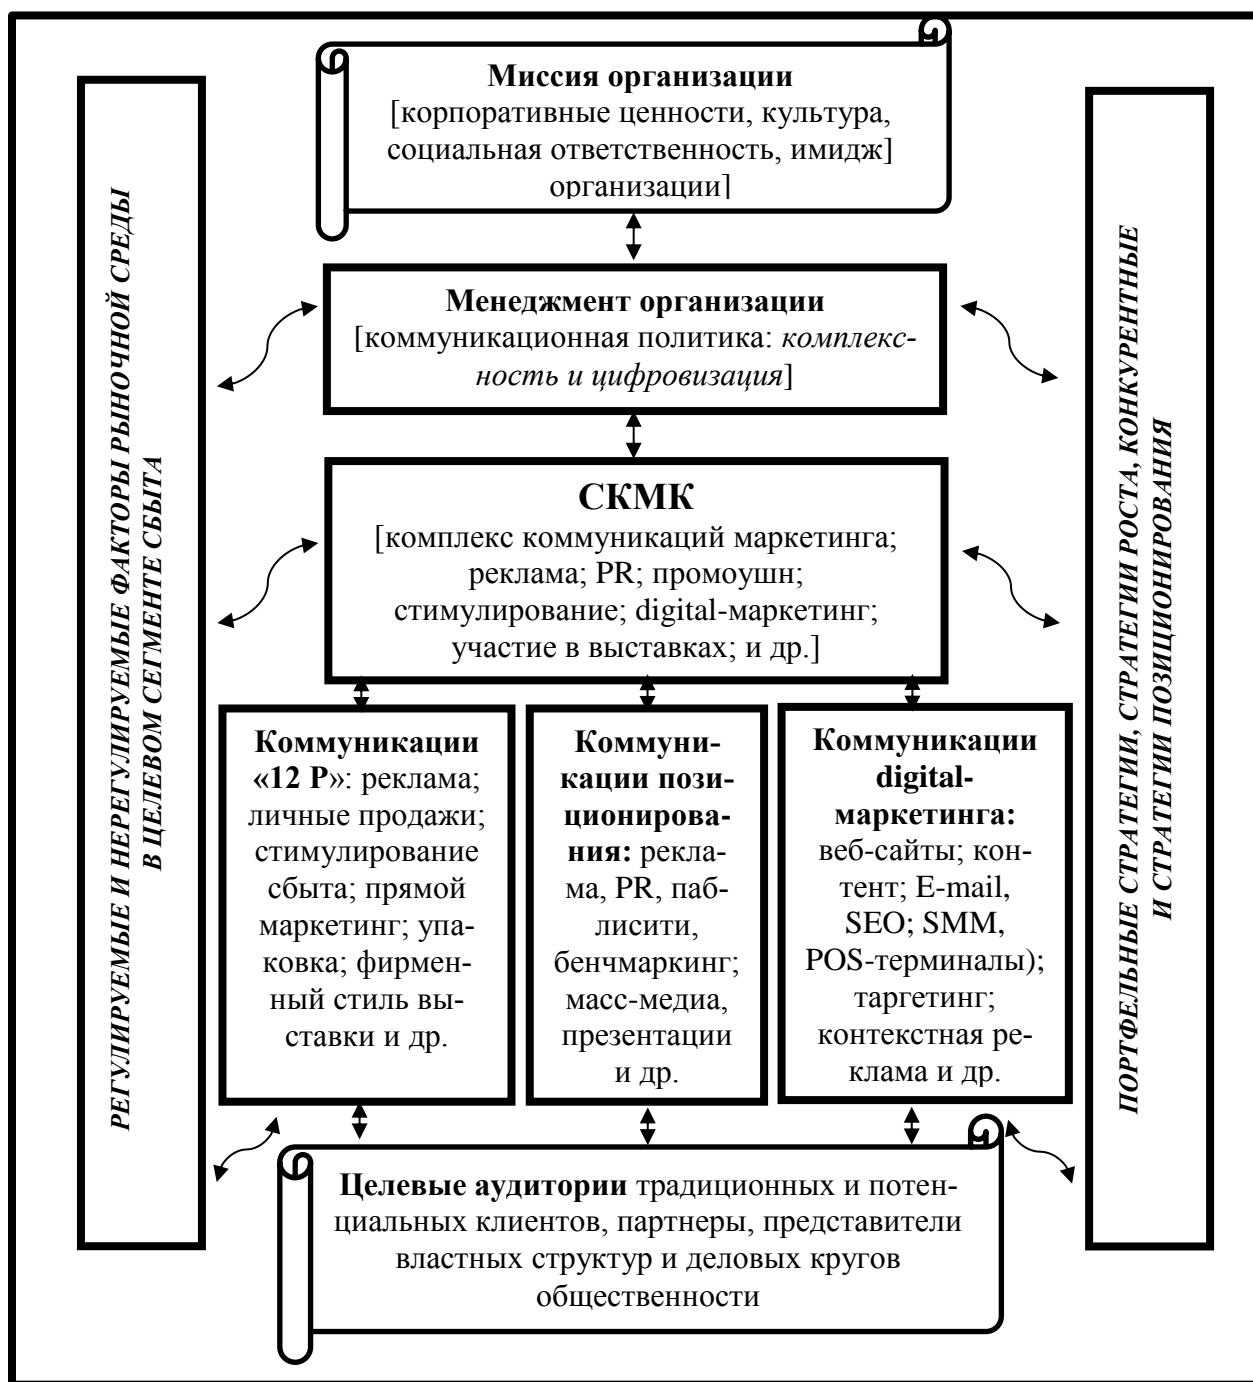 Миссия организации
[корпоративные ценности, культура,
социальная ответственность, имидж]
организации]
РЕГУЛИРУЕМЫЕ И НЕРЕГУЛИРУЕМЫЕ ФАКТОРЫ РЫНОЧНОЙ СРЕДЫ
В ЦЕЛЕВОМ СЕГМЕНТЕ СБЫТА
Менеджмент организации
[коммуникационная политика: комплекс-
ность и цифровизация]
СКМК
[комплекс коммуникаций маркетинга;
реклама; PR; промоушн;
стимулирование; digital-маркетинг;
участие в выставках; и др.]
Коммуникации
«12 P»: реклама;
личные продажи;
стимулирование
сбыта; прямой
маркетинг; упа-
ковка; фирмен-
ный стиль вы-
ставки и др.
Коммуни-
кации пози-
ционирова-
ния: рекла-
ма, PR, паб-
лисити,
бенчмаркинг;
масс-медиа,
презентации
и др.
Коммуникации
digital-
маркетинга:
веб-сайты; кон-
тент; E-mail,
SEO; SMM,
POS-терминалы);
таргетинг;
контекстная ре-
клама и др.
ПОРТФЕЛЬНЫЕ СТРАТЕГИИ, СТРАТЕГИИ РОСТА, КОНКУРЕНТНЫЕ
И СТРАТЕГИИ ПОЗИЦИОНИРОВАНИЯ
Целевые аудитории традиционных и потен-
циальных клиентов, партнеры, представители
властных структур и деловых кругов
общественности